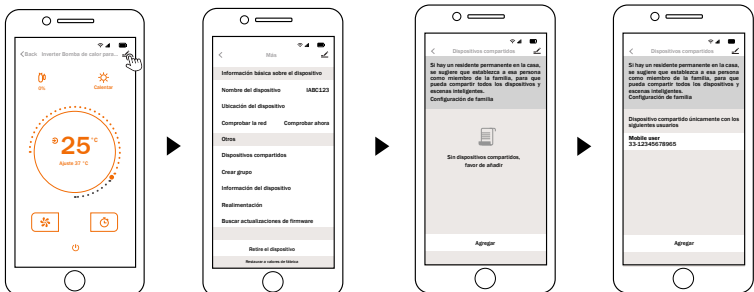 Back Inverter Bomba de calor para...
0%
Calentar
25 °C
Ajuste 27 °C
Más
Información básica sobre el dispositivo
Nombre del dispositivo IABC123
Ubicación del dispositivo
Comprobar la red Comprobar ahora
Otros
Dispositivos compartidos
Crear grupo
Información del dispositivo
Realimentación
Buscar actualizaciones de firmware
Retire el dispositivo
Restaurar a valores de fábrica
Dispositivos compartidos
Si hay un residente permanente en la casa,
se sugiere que establezca a esa persona
como miembro de la familia, para que
pueda compartir todos los dispositivos y
escenas inteligentes.
Configuración de familia
Sin dispositivos compartidos,
favor de añadir
Agregar
Dispositivos compartidos
Si hay un residente permanente en la casa,
se sugiere que establezca a esa persona
como miembro de la familia, para que
pueda compartir todos los dispositivos y
escenas inteligentes.
Configuración de familia
Dispositivo compartido únicamente con los
siguientes usuarios
Mobile user
33-12345678965
Agregar